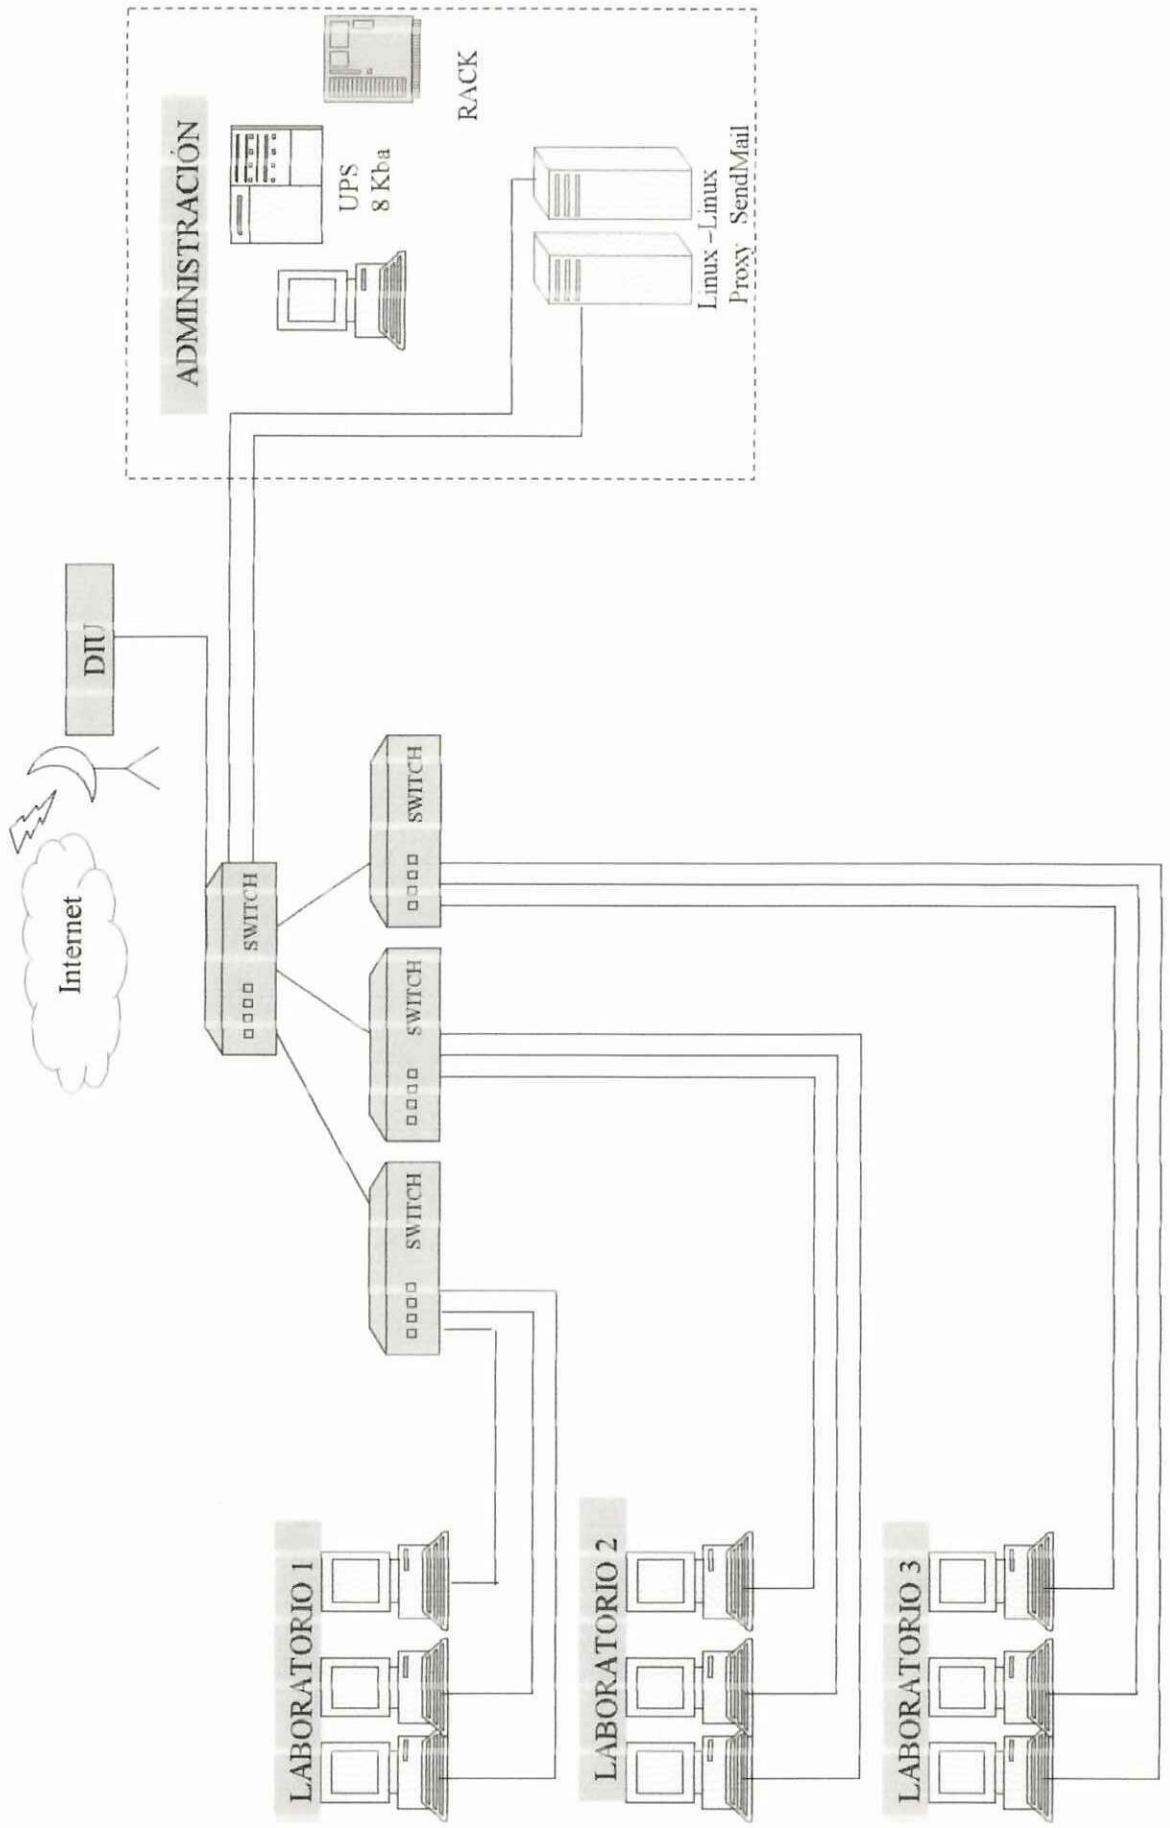 Internet
DIU
ADMINISTRACIÓN
UPS
8 Kba
RACK
Linux –Linux
Proxy SendMail
SWITCH
SWITCH
SWITCH
SWITCH
LABORATORIO 1
LABORATORIO 2
LABORATORIO 3